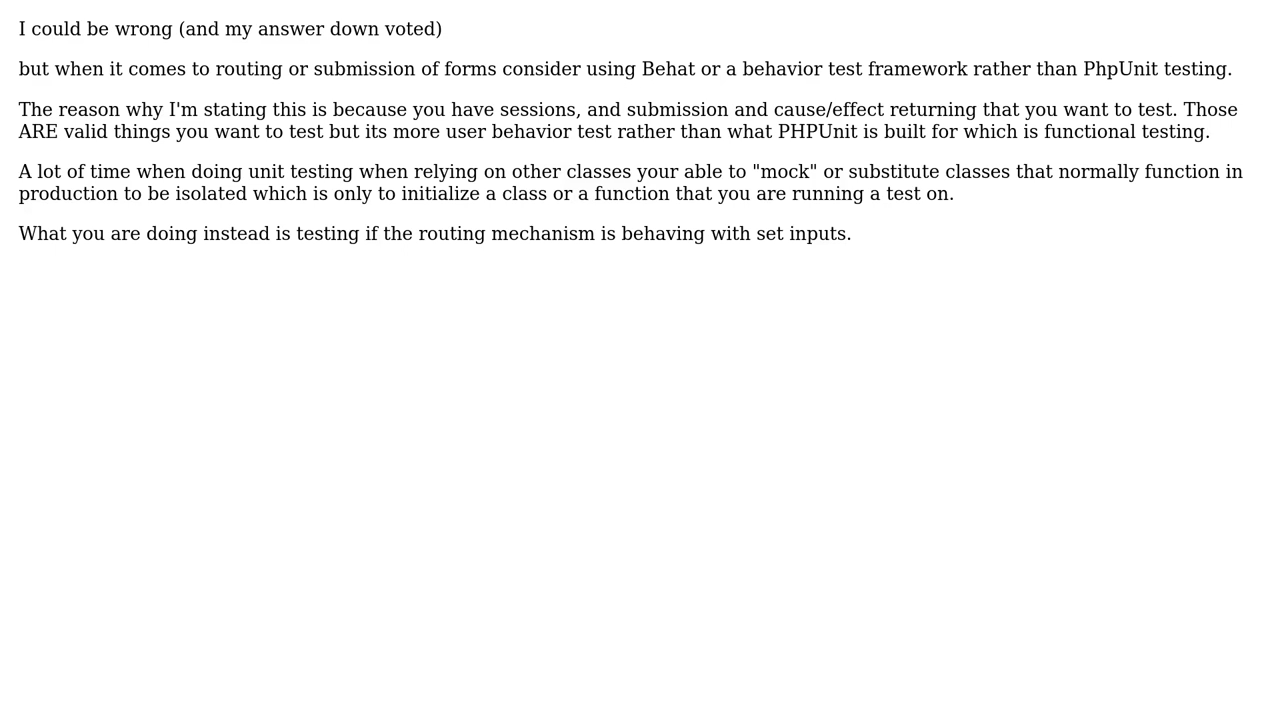 I could be wrong (and my answer down voted)
but when it comes to routing or submission of forms consider using Behat or a behavior test framework rather than PhpUnit testing.
The reason why I'm stating this is because you have sessions, and submission and cause/effect returning that you want to test. Those
ARE valid things you want to test but its more user behavior test rather than what PHPUnit is built for which is functional testing.
A lot of time when doing unit testing when relying on other classes your able to "mock" or substitute classes that normally function in
production to be isolated which is only to initialize a class or a function that you are running a test on.
What you are doing instead is testing if the routing mechanism is behaving with set inputs.